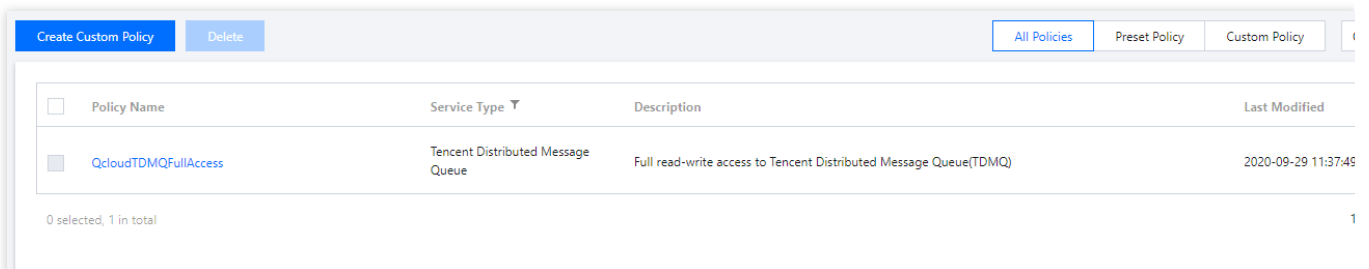 Create Custom Policy Delete All Policies Preset Policy Custom Policy
Policy Name Service Type Description Last Modified
QcloudTDMQFullAccess Tencent Distributed Message Queue Full read-write access to Tencent Distributed Message Queue(TDMQ) 2020-09-29 11:37:49
0 selected, 1 in total 1